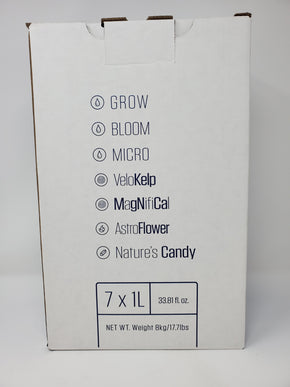 GROW
BLOOM
MICRO
VeloKelp
MagNifiCal
AstroFlower
Nature's Candy
7 x 1L
33.81 fl. oz.
NET WT. Weight 8kg/17.7lbs